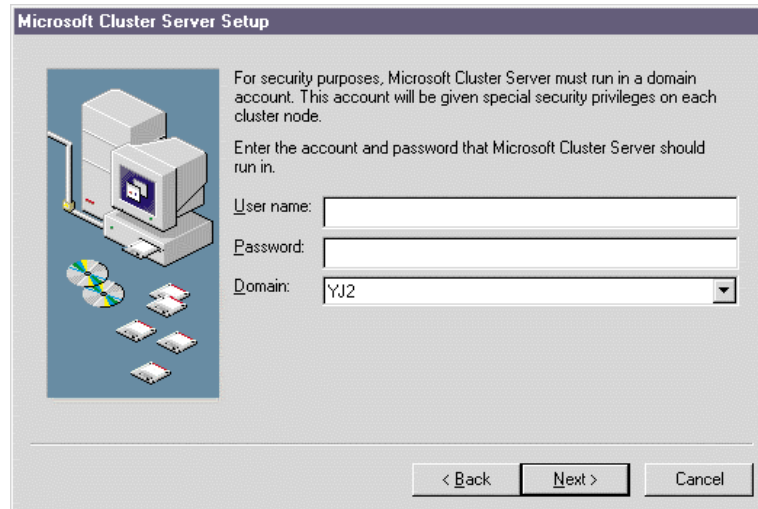 Microsoft Cluster Server Setup
For security purposes, Microsoft Cluster Server must run in a domain
account. This account will be given special security privileges on each
cluster node.
Enter the account and password that Microsoft Cluster Server should
run in.
User name:
Password:
Domain: YJ2
< Back Next > Cancel